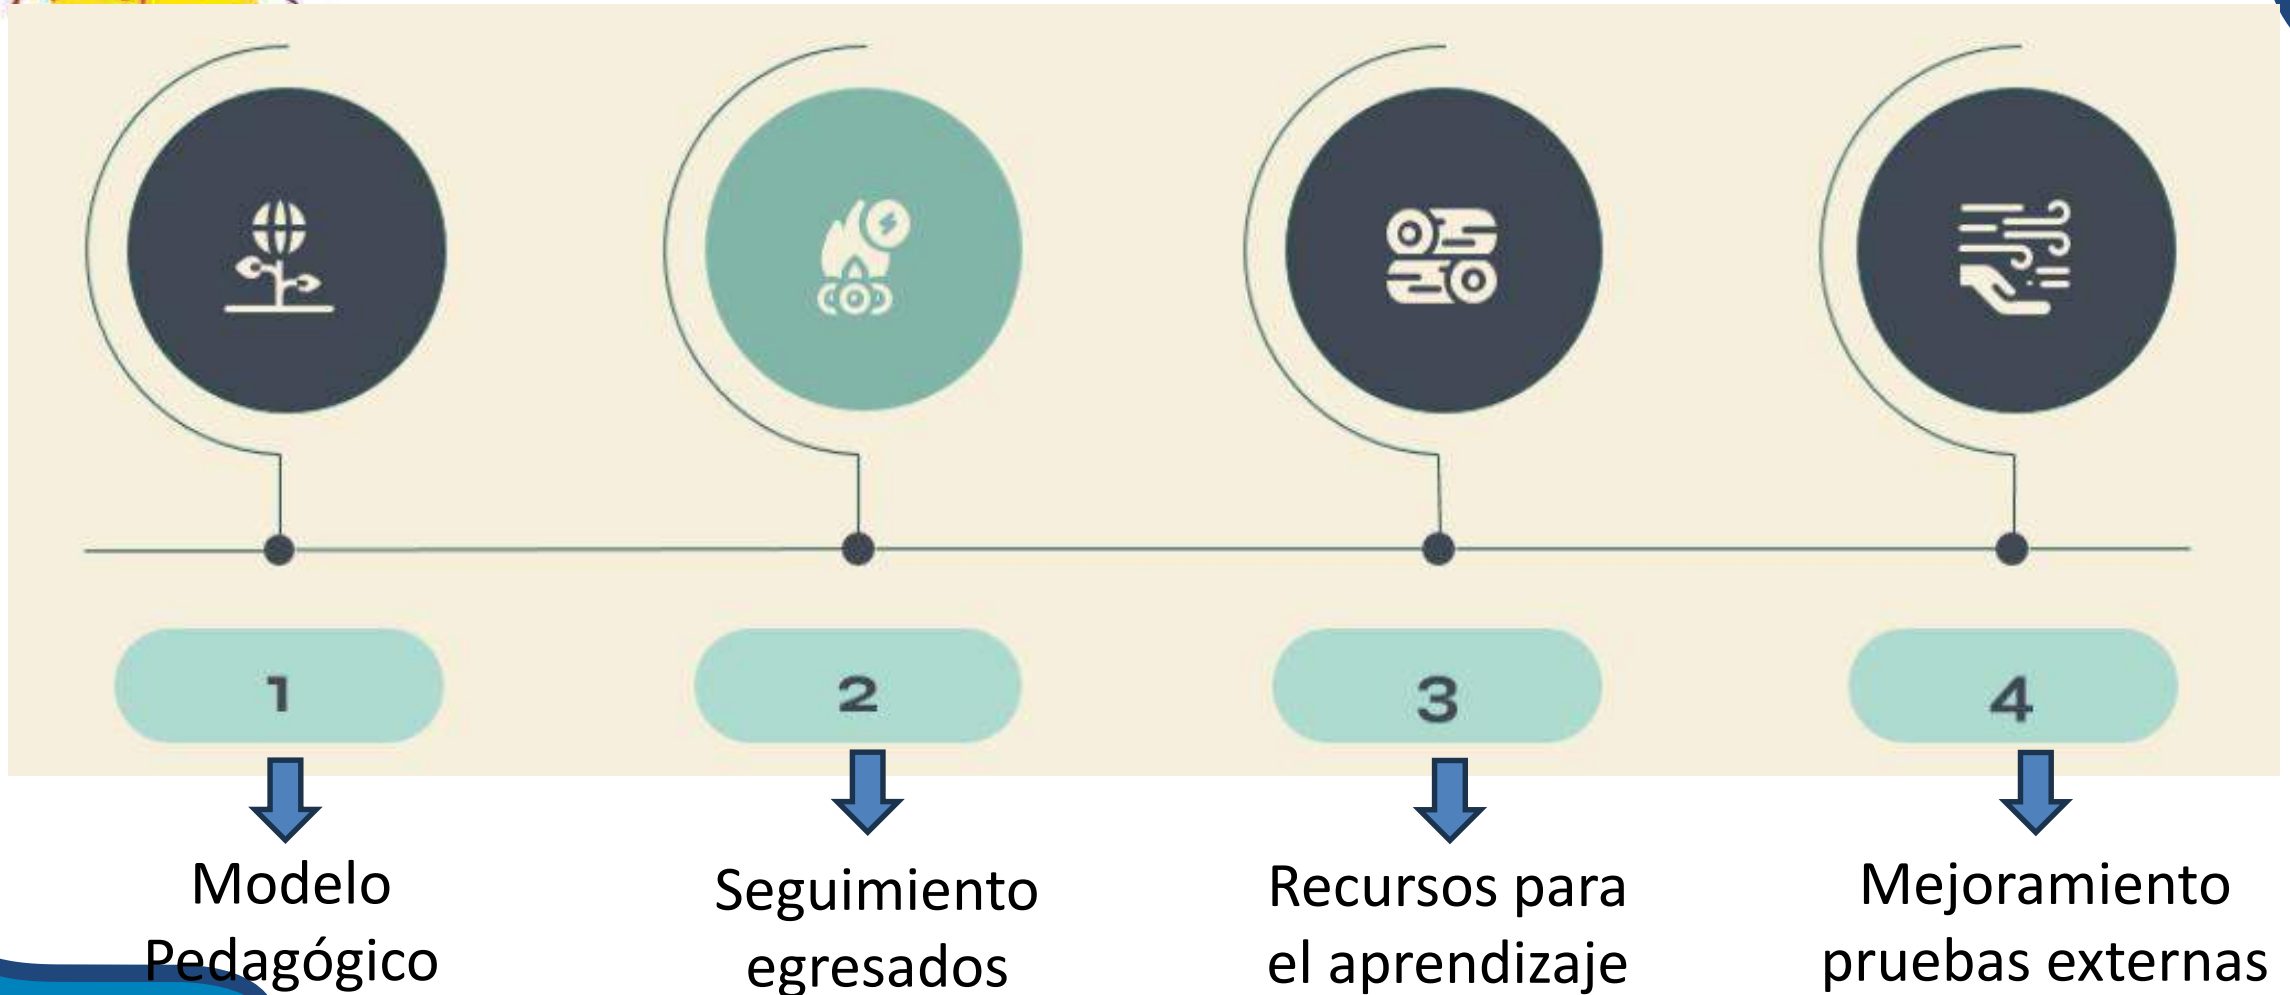 1
2
3
4
Modelo
Pedagógico
Seguimiento
egresados
Recursos para
el aprendizaje
Mejoramiento
pruebas externas